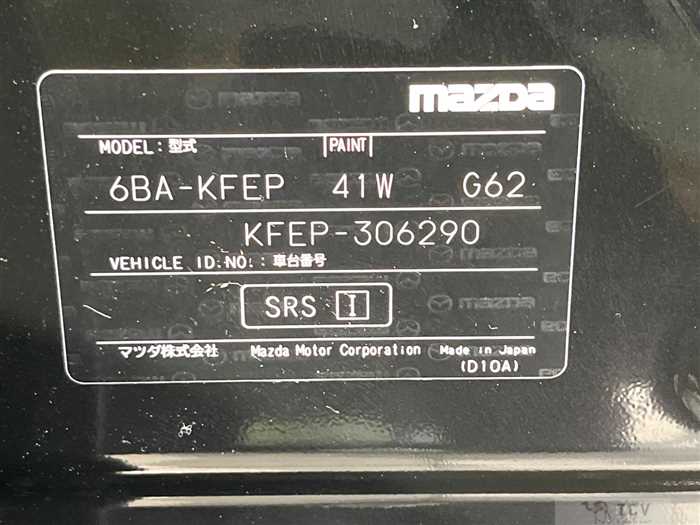 mazda
MODEL: 型式 PAINT
6BA-KFEP 41W G62
KFEP-306290
VEHICLE ID.NO.: 車台番号
SRS I
マツダ株式会社 Mazda Motor Corporation Made in Japan
(D10A)
TCV